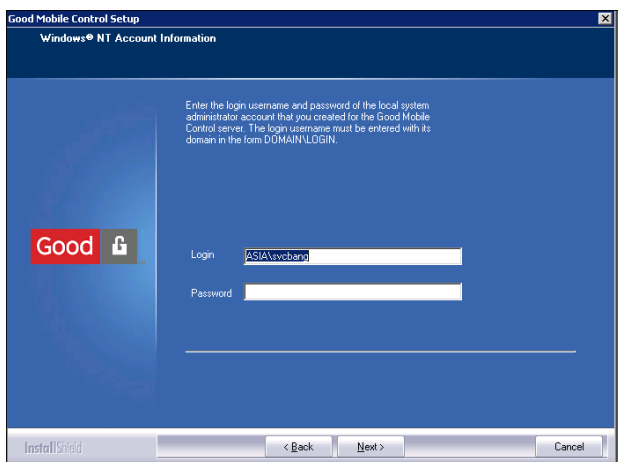 Good Mobile Control Setup
Windows® NT Account Information
Enter the login username and password of the local system
administrator account that you created for the Good Mobile
Control server. The login username must be entered with its
domain in the form DOMAIN\LOGIN.
Good
Login ASIA\svcbang
Password
InstallShield
< Back Next > Cancel